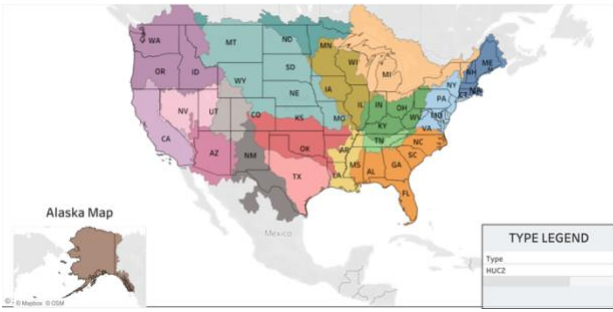 WA
MT
ND
MN
OR
ID
SD
WI
MI
ME
NH
WY
NE
IA
NY
PA
NV
UT
CO
KS
MO
IL
IN
OH
WV
MD
VA
KY
CA
AZ
NM
OK
AR
TN
NC
SC
TX
LA
MS
AL
GA
FL
Mexico
Alaska Map
© Mapbox © OSM
TYPE LEGEND
Type
HUC2